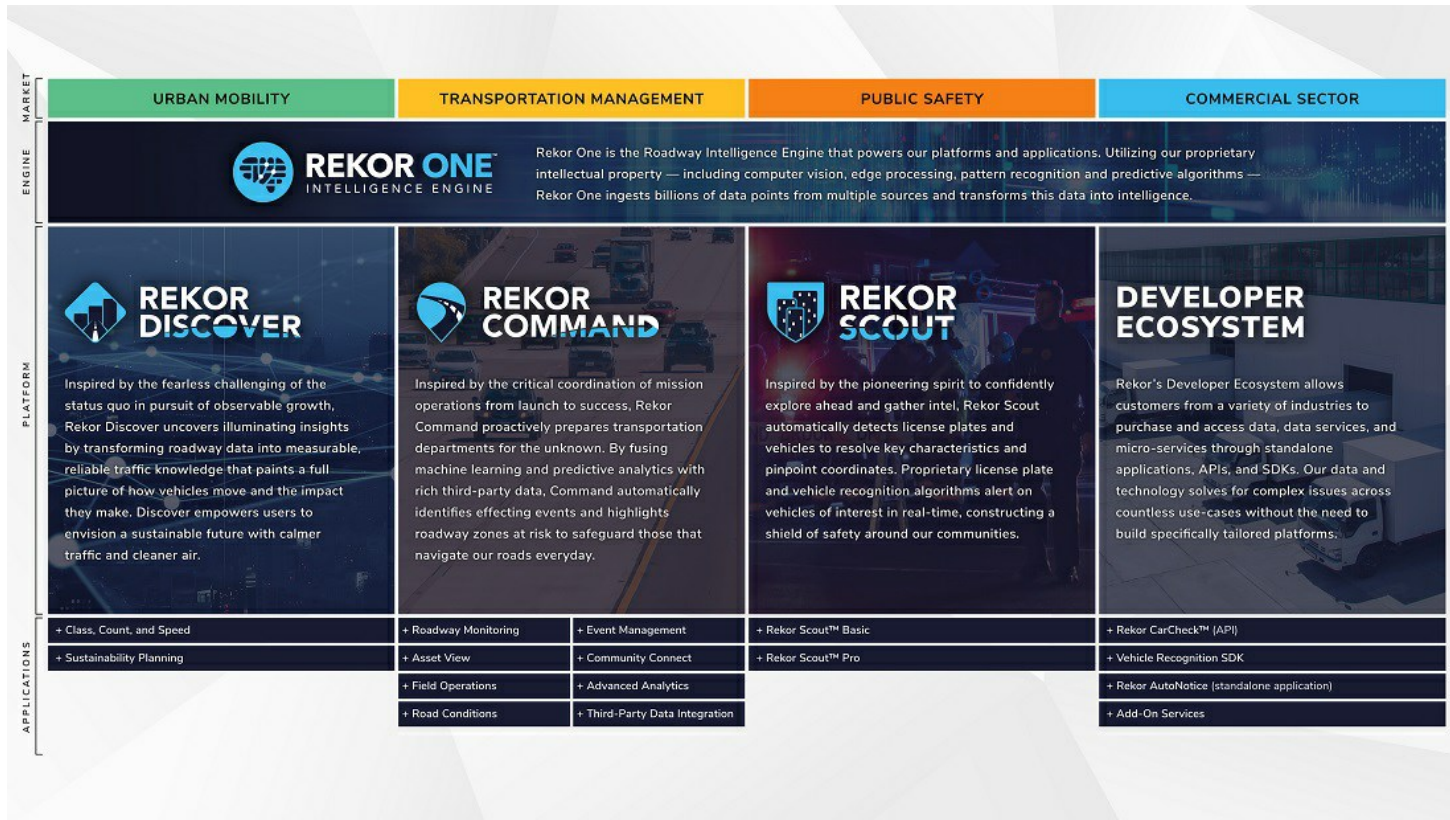 MARKET
URBAN MOBILITY
TRANSPORTATION MANAGEMENT
PUBLIC SAFETY
COMMERCIAL SECTOR
ENGINE
REKOR ONE™
INTELLIGENCE ENGINE
Rekor One is the Roadway Intelligence Engine that powers our platforms and applications. Utilizing our proprietary
intellectual property — including computer vision, edge processing, pattern recognition and predictive algorithms —
Rekor One ingests billions of data points from multiple sources and transforms this data into intelligence.
PLATFORM
REKOR
DISCOVER
Inspired by the fearless challenging of the
status quo in pursuit of observable growth,
Rekor Discover uncovers illuminating insights
by transforming roadway data into measurable,
reliable traffic knowledge that paints a full
picture of how vehicles move and the impact
they make. Discover empowers users to
envision a sustainable future with calmer
traffic and cleaner air.
REKOR
COMMAND
Inspired by the critical coordination of mission
operations from launch to success, Rekor
Command proactively prepares transportation
departments for the unknown. By fusing
machine learning and predictive analytics with
rich third-party data, Command automatically
identifies effecting events and highlights
roadway zones at risk to safeguard those that
navigate our roads everyday.
REKOR
SCOUT
Inspired by the pioneering spirit to confidently
explore ahead and gather intel, Rekor Scout
automatically detects license plates and
vehicles to resolve key characteristics and
pinpoint coordinates. Proprietary license plate
and vehicle recognition algorithms alert on
vehicles of interest in real-time, constructing a
shield of safety around our communities.
DEVELOPER
ECOSYSTEM
Rekor's Developer Ecosystem allows
customers from a variety of industries to
purchase and access data, data services, and
micro-services through standalone
applications, APIs, and SDKs. Our data and
technology solves for complex issues across
countless use-cases without the need to
build specifically tailored platforms.
APPLICATIONS
+ Class, Count, and Speed
+ Sustainability Planning
+ Roadway Monitoring
+ Asset View
+ Field Operations
+ Road Conditions
+ Event Management
+ Community Connect
+ Advanced Analytics
+ Third-Party Data Integration
+ Rekor Scout™ Basic
+ Rekor Scout™ Pro
+ Rekor CarCheck™ (API)
+ Vehicle Recognition SDK
+ Rekor AutoNotice (standalone application)
+ Add-On Services